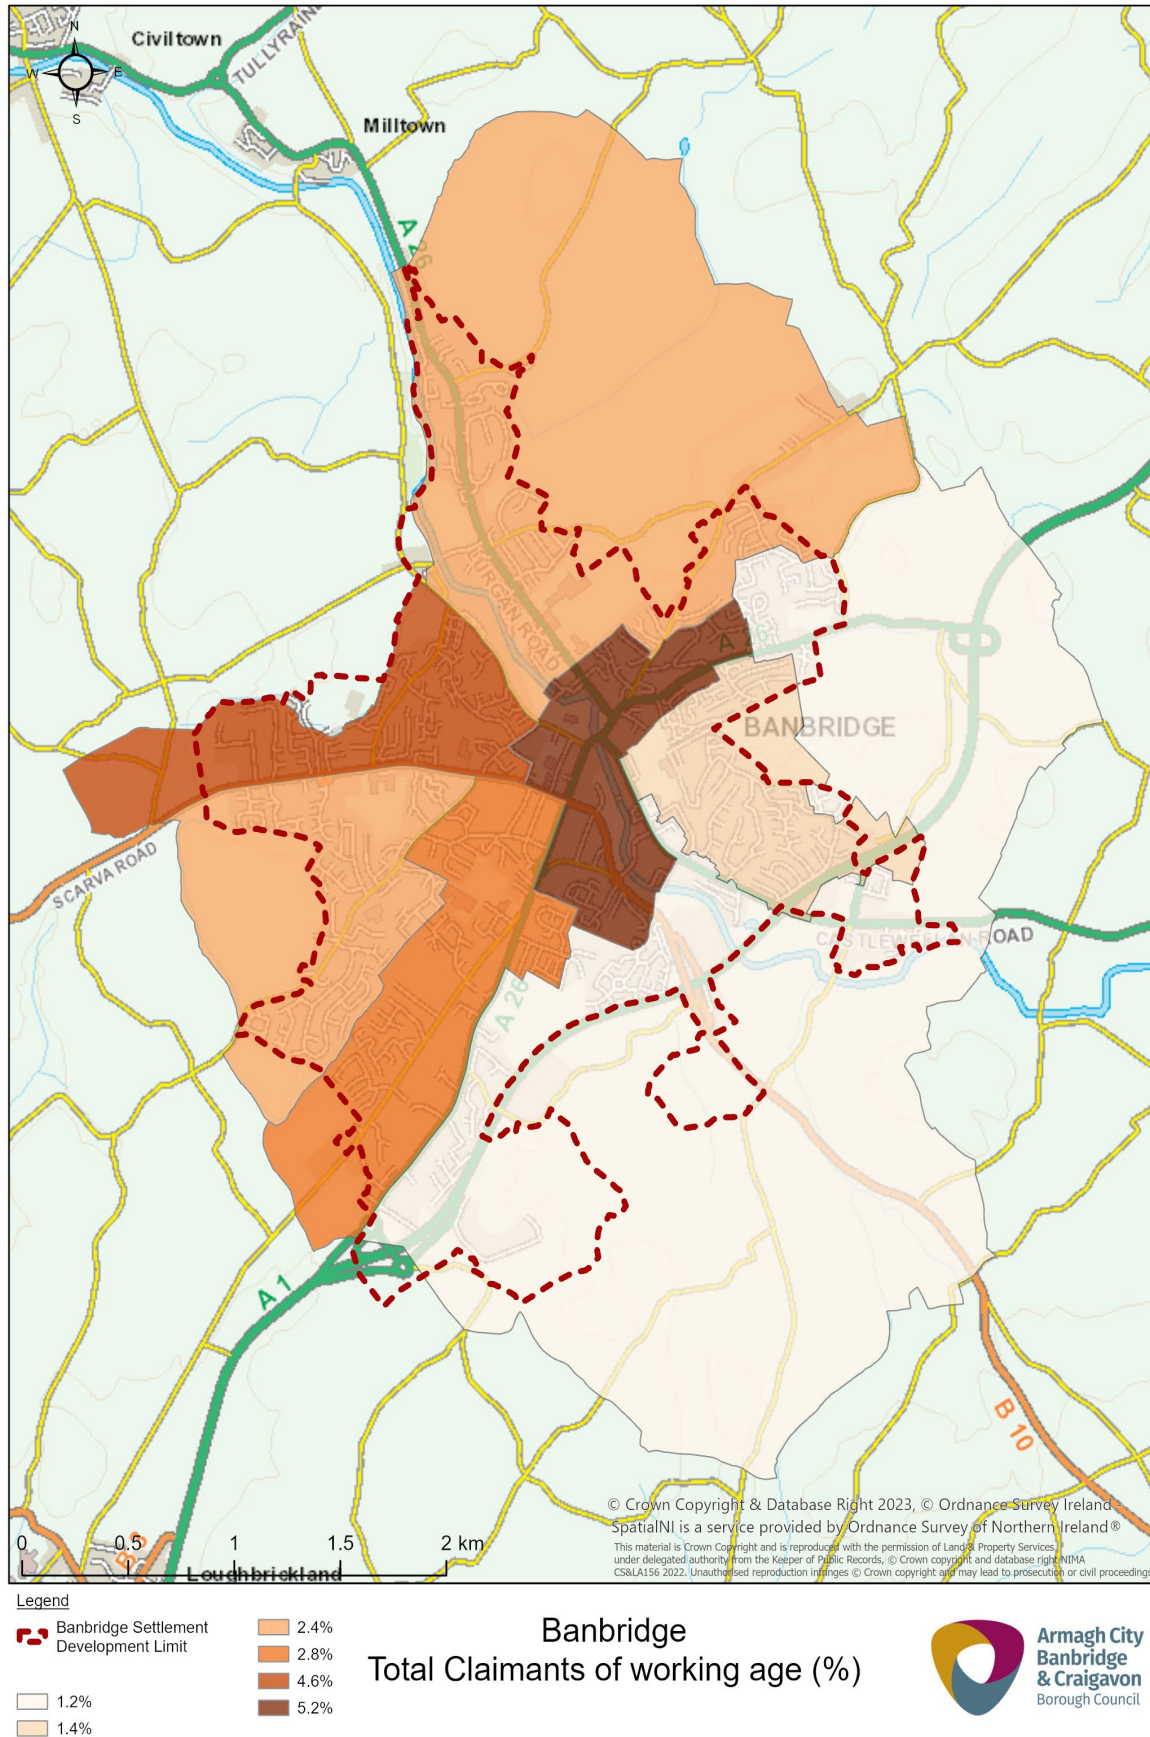 Civiltown
TULLYRAIN
N
W
E
S
Milltown
A 26
LURGAN ROAD
A 26
BANBRIDGE
SCARVA ROAD
CASTLEWELLAN ROAD
A 26
A 1
B 10
B 3
Loughbrickland
0 0.5 1 1.5 2 km
© Crown Copyright & Database Right 2023, © Ordnance Survey Ireland -
SpatialNI is a service provided by Ordnance Survey of Northern Ireland ®
This material is Crown Copyright and is reproduced with the permission of Land & Property Services,
under delegated authority from the Keeper of Public Records, © Crown copyright and database right NIMA
CS&LA156 2022. Unauthorised reproduction infringes © Crown copyright and may lead to prosecution or civil proceedings
Legend
Banbridge Settlement
Development Limit
1.2%
1.4%
2.4%
2.8%
4.6%
5.2%
Banbridge
Total Claimants of working age (%)
Armagh City
Banbridge
& Craigavon
Borough Council